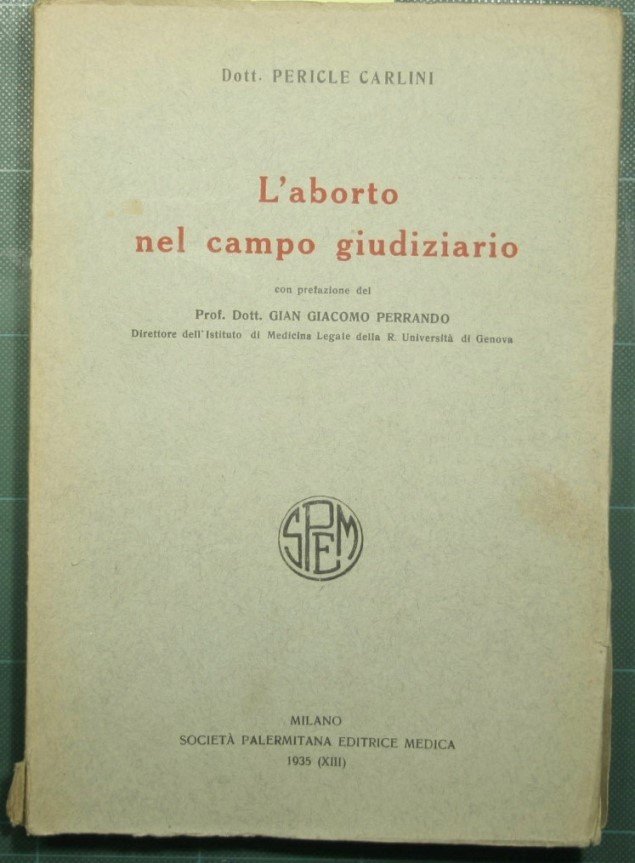 Dott. PERICLE CARLINI
L'aborto
nel campo giudiziario
con prefazione del
Prof. Dott. GIAN GIACOMO PERRANDO
Direttore dell'Istituto di Medicina Legale della R. Università di Genova
SPEM
MILANO
SOCIETÀ PALERMITANA EDITRICE MEDICA
1935 (XIII)